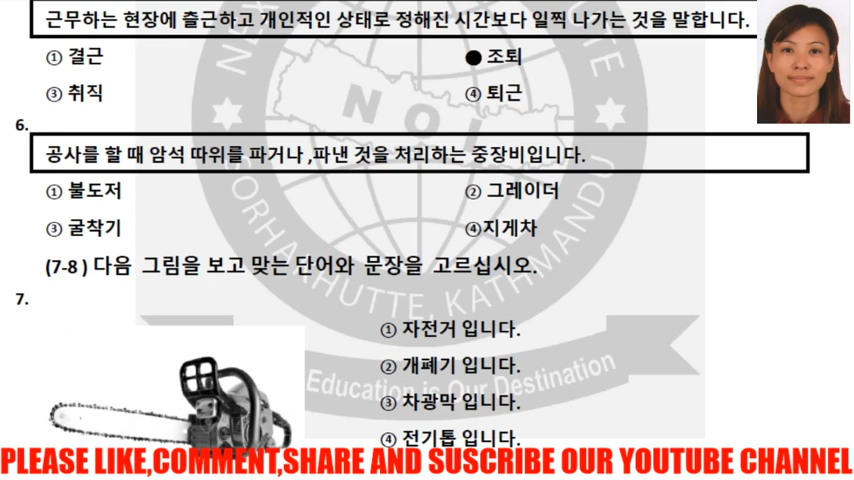 근무하는 현장에 출근하고 개인적인 상태로 정해진 시간보다 일찍 나가는 것을 말합니다.
① 결근 ● 조퇴
③ 취직 ④ 퇴근
6.
공사를 할 때 암석 따위를 파거나 ,파낸 것을 처리하는 중장비입니다.
① 불도저 ② 그레이더
③ 굴착기 ④지게차
(7-8 ) 다음 그림을 보고 맞는 단어와 문장을 고르십시오.
7.
① 자전거 입니다.
② 개폐기 입니다.
③ 차광막 입니다.
④ 전기톱 입니다.
NOI
SORHAKHUTTE, KATHMANDU
Education is Our Destination
PLEASE LIKE,COMMENT,SHARE AND SUSCRIBE OUR YOUTUBE CHANNEL